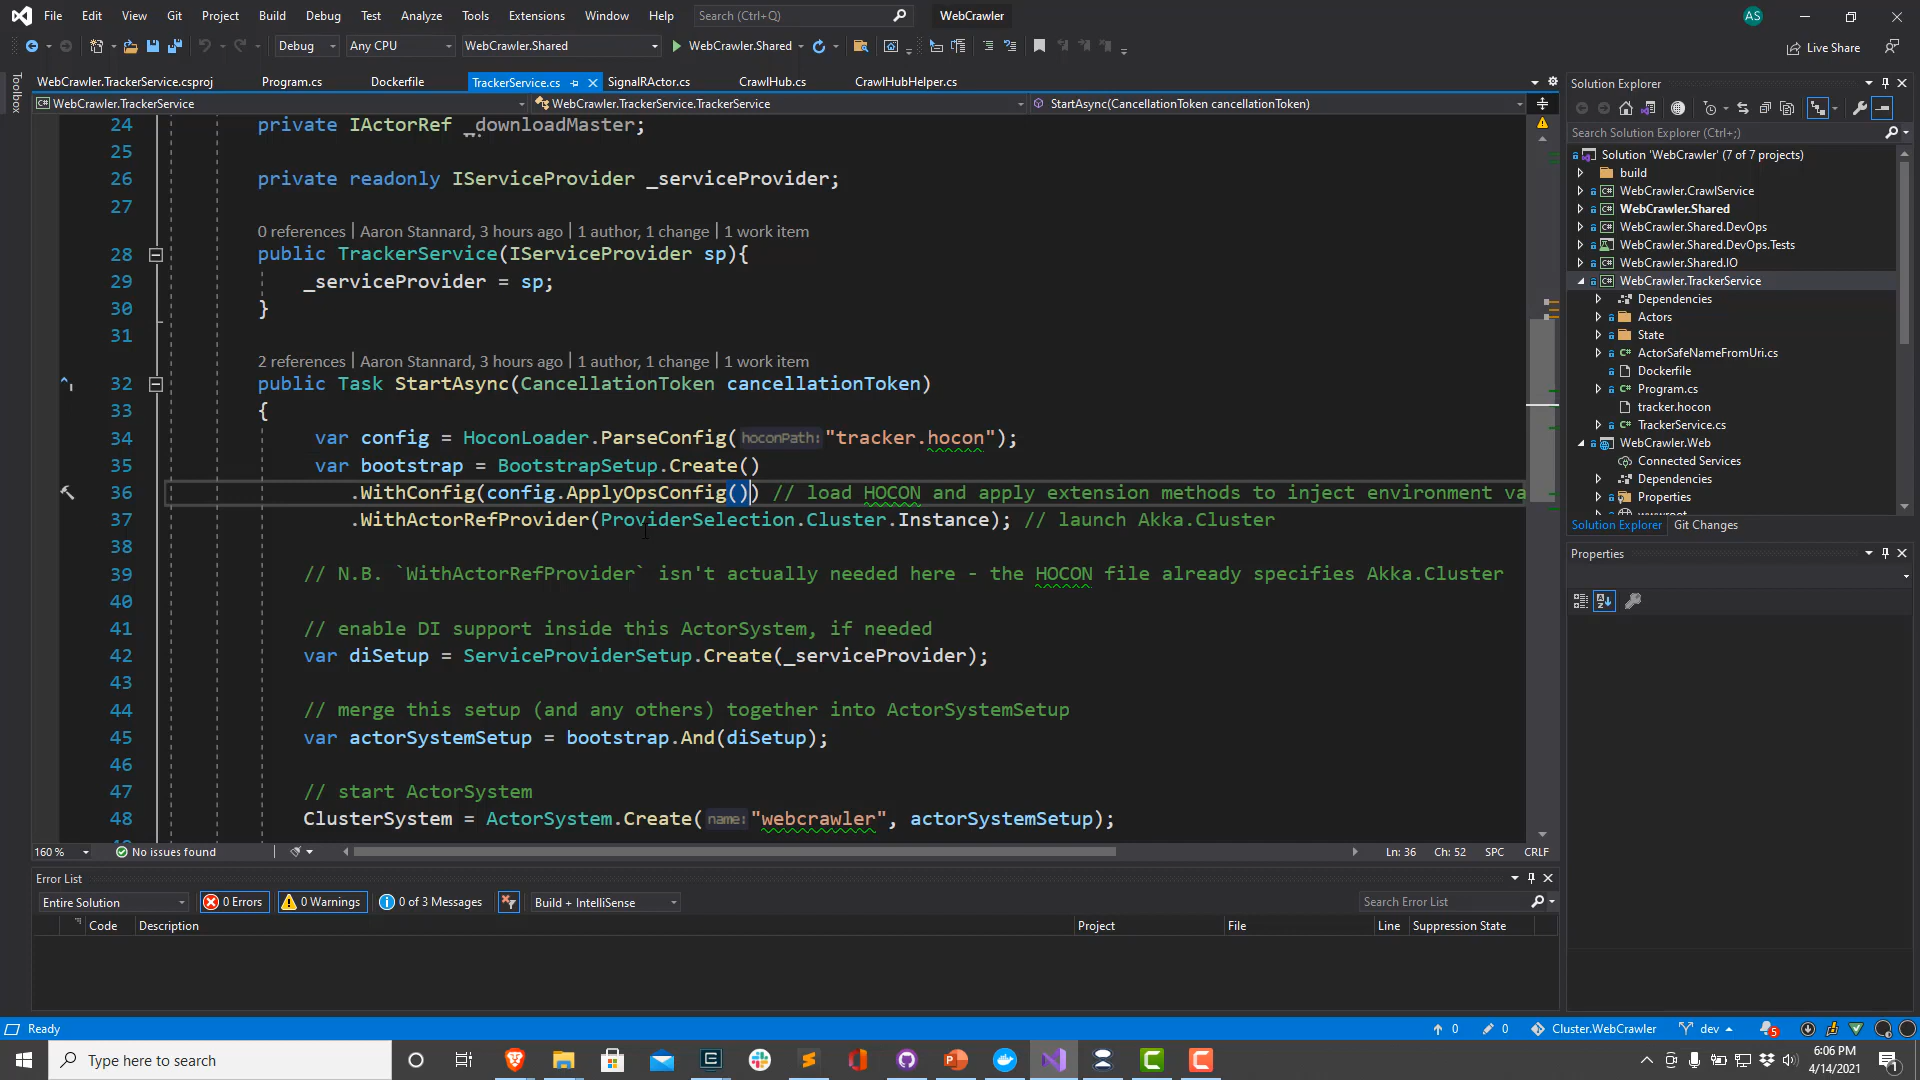 File Edit View Git Project Build Debug Test Analyze Tools Extensions Window Help Search (Ctrl+Q) WebCrawler AS
Debug Any CPU WebCrawler.Shared WebCrawler.Shared Live Share
Toolbox
WebCrawler.TrackerService.csproj Program.cs Dockerfile TrackerService.cs SignalRActor.cs CrawlHub.cs CrawlHubHelper.cs
WebCrawler.TrackerService WebCrawler.TrackerService.TrackerService StartAsync(CancellationToken cancellationToken)
24 private IActorRef _downloadMaster;
25
26 private readonly IServiceProvider _serviceProvider;
27
0 references | Aaron Stannard, 3 hours ago | 1 author, 1 change | 1 work item
28 public TrackerService(IServiceProvider sp){
29 _serviceProvider = sp;
30 }
31
2 references | Aaron Stannard, 3 hours ago | 1 author, 1 change | 1 work item
32 public Task StartAsync(CancellationToken cancellationToken)
33 {
34 var config = HoconLoader.ParseConfig(hoconPath: "tracker.hocon");
35 var bootstrap = BootstrapSetup.Create()
36 .WithConfig(config.ApplyOpsConfig()) // load HOCON and apply extension methods to inject environment va
37 .WithActorRefProvider(ProviderSelection.Cluster.Instance); // launch Akka.Cluster
38
39 // N.B. `WithActorRefProvider` isn't actually needed here - the HOCON file already specifies Akka.Cluster
40
41 // enable DI support inside this ActorSystem, if needed
42 var diSetup = ServiceProviderSetup.Create(_serviceProvider);
43
44 // merge this setup (and any others) together into ActorSystemSetup
45 var actorSystemSetup = bootstrap.And(diSetup);
46
47 // start ActorSystem
48 ClusterSystem = ActorSystem.Create(name: "webcrawler", actorSystemSetup);
160 % No issues found Ln: 36 Ch: 52 SPC CRLF
Solution Explorer
Search Solution Explorer (Ctrl+;)
Solution 'WebCrawler' (7 of 7 projects)
build
WebCrawler.CrawlService
WebCrawler.Shared
WebCrawler.Shared.DevOps
WebCrawler.Shared.DevOps.Tests
WebCrawler.Shared.IO
WebCrawler.TrackerService
Dependencies
Actors
State
ActorSafeNameFromUri.cs
Dockerfile
Program.cs
tracker.hocon
TrackerService.cs
WebCrawler.Web
Connected Services
Dependencies
Properties
Solution Explorer Git Changes
Properties
Error List
Entire Solution 0 Errors 0 Warnings 0 of 3 Messages Build + IntelliSense Search Error List
Code Description Project File Line Suppression State
Ready 0 0 Cluster.WebCrawler dev 5
Type here to search
6:06 PM
4/14/2021
1